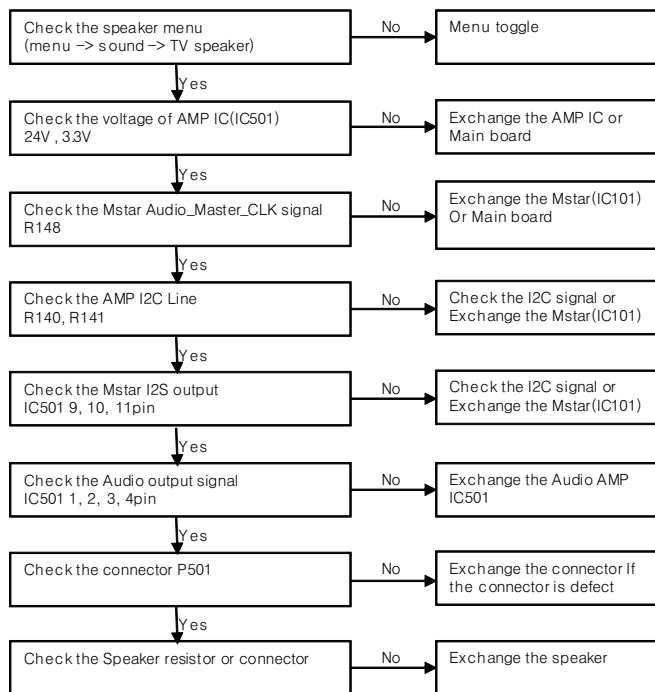 Check the speaker menu
(menu -> sound -> TV speaker)
No
Menu toggle
Yes
Check the voltage of AMP IC(IC501)
24V , 3.3V
No
Exchange the AMP IC or
Main board
Yes
Check the Mstar Audio_Master_CLK signal
R148
No
Exchange the Mstar(IC101)
Or Main board
Yes
Check the AMP I2C Line
R140, R141
No
Check the I2C signal or
Exchange the Mstar(IC101)
Yes
Check the Mstar I2S output
IC501 9, 10, 11pin
No
Check the I2C signal or
Exchange the Mstar(IC101)
Yes
Check the Audio output signal
IC501 1, 2, 3, 4pin
No
Exchange the Audio AMP
IC501
Yes
Check the connector P501
No
Exchange the connector If
the connector is defect
Yes
Check the Speaker resistor or connector
No
Exchange the speaker